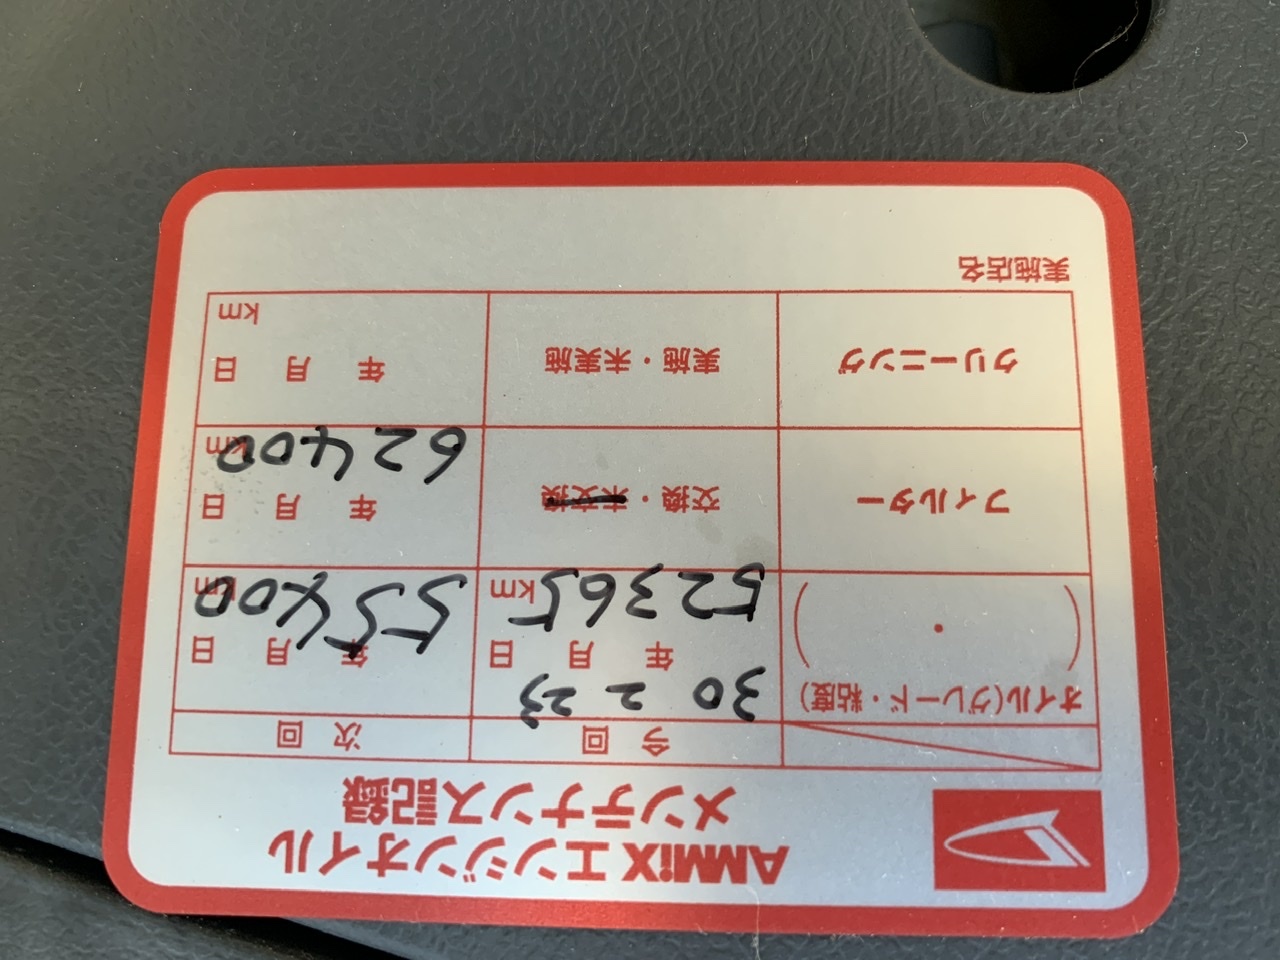 AMMiX エンジンオイル
メンテナンス記録
今 回 次 回
オイル(グレード・粘度) 30 2 23
( ・ ) 年 月 日 年 月 日
52365 km 55400 km
フィルター 交換・未交換 年 月 日
62400 km
クリーニング 実施・未実施 年 月 日
km
実施店名